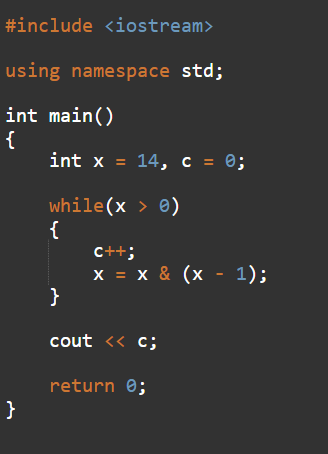 #include <iostream>
using namespace std;
int main()
{
int x = 14, c = 0;
while(x > 0)
{
c++;
x = x & (x - 1);
}
cout << c;
return 0;
}